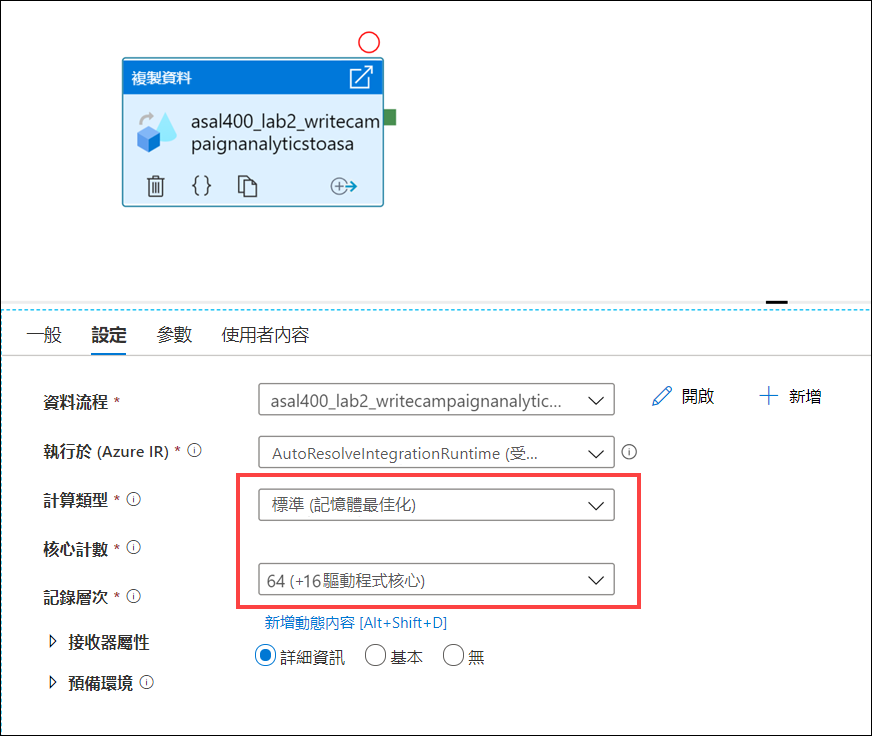 複製資料
asal400_lab2_writecam
paignanalyticstoasa
一般
設定
參數
使用者內容
資料流程 *
asal400_lab2_writecampaignanalytic...
開啟
新增
執行於 (Azure IR) *
AutoResolveIntegrationRuntime (受...
計算類型 *
標準 (記憶體最佳化)
核心計數 *
64 (+16驅動程式核心)
記錄層次 *
新增動態內容 [Alt+Shift+D]
接收器屬性
詳細資訊
基本
無
預備環境